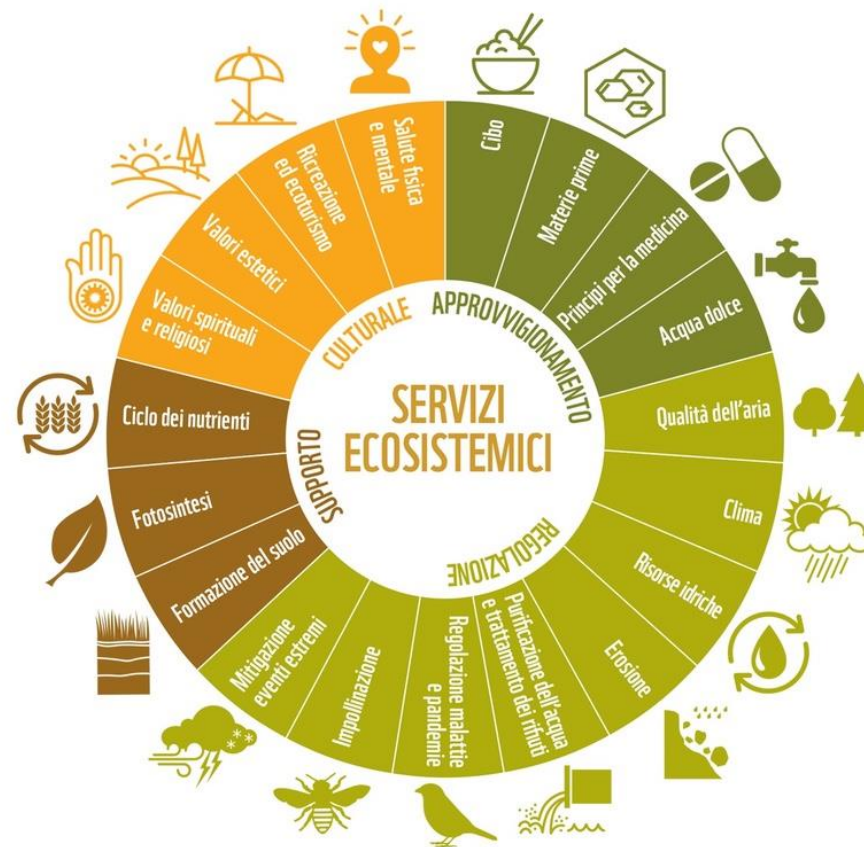 SERVIZI
ECOSISTEMICI
APPROVVIGIONAMENTO
Cibo
Materie prime
Principi per la medicina
Acqua dolce
REGOLAZIONE
Qualità dell'aria
Clima
Risorse idriche
Erosione
Purificazione dell'acqua
e trattamento dei rifiuti
Regolazione malattie
e pandemie
Impollinazione
Mitigazione
eventi estremi
SUPPORTO
Formazione del suolo
Fotosintesi
Ciclo dei nutrienti
CULTURALE
Valori spirituali
e religiosi
Valori estetici
Ricreazione
ed ecoturismo
Salute fisica
e mentale